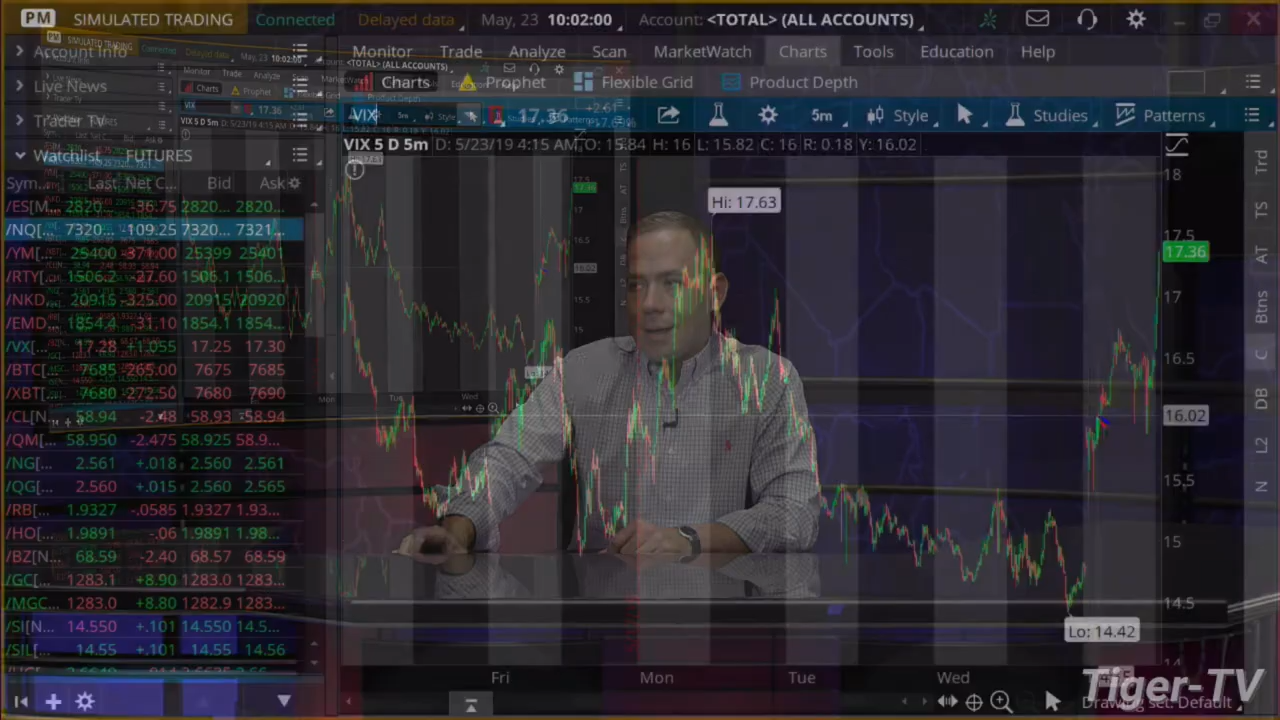 PM SIMULATED TRADING Connected Delayed data May, 23 10:02:00 Account: <TOTAL> (ALL ACCOUNTS)
Account Info
Monitor Trade Analyze Scan MarketWatch Charts Tools Education Help
Live News
Charts Prophet Flexible Grid Product Depth
Trader TV
VIX 17.36 5m Style Studies Patterns
Watchlist FUTURES
VIX 5 D 5m D: 5/23/19 4:15 AM, O: 15.84 H: 16 L: 15.82 C: 16 R: 0.18 Y: 16.02
Sym... Last Net C... Bid Ask
/ES[M... 2820... -36.75 2820... 2820...
/NQ[... 7320... -109.25 7320... 7321...
/YM[... 25400 -371.00 25399 25401
/RTY[... 1506.2 -27.60 1506.1 1506...
/NKD... 20915 -325.00 20915 20920
/EMD... 1854.4 -31.10 1854.1 1854...
/VX[... 17.28 +1.055 17.25 17.30
/BTC[... 7685 265.00 7675 7685
/XBT[... 7680 -272.50 7680 7690
/CL[N... 58.94 -2.48 58.93 58.94
/QM[... 58.950 -2.475 58.925 58.9...
/NG[... 2.561 +.018 2.560 2.561
/QG[... 2.560 +.015 2.560 2.565
/RB[... 1.9327 -.0585 1.9327 1.93...
/HO[... 1.9891 -.06 1.9891 1.98...
/BZ[N... 68.59 -2.40 68.57 68.59
/GC[... 1283.1 +8.90 1283.0 1283...
/MGC... 1283.0 +8.80 1282.9 1283...
/SI[N... 14.550 +.101 14.550 14.5...
/SIL[... 14.55 +.101 14.55 14.56
Hi: 17.63
18
17.5
17.36
17
16.5
16.02
15.5
15
14.5
Lo: 14.42
14
Trd
TS
AT
Btns
C
DB
L2
N
Fri Mon Tue Wed
Drawing set: Default
Tiger-TV